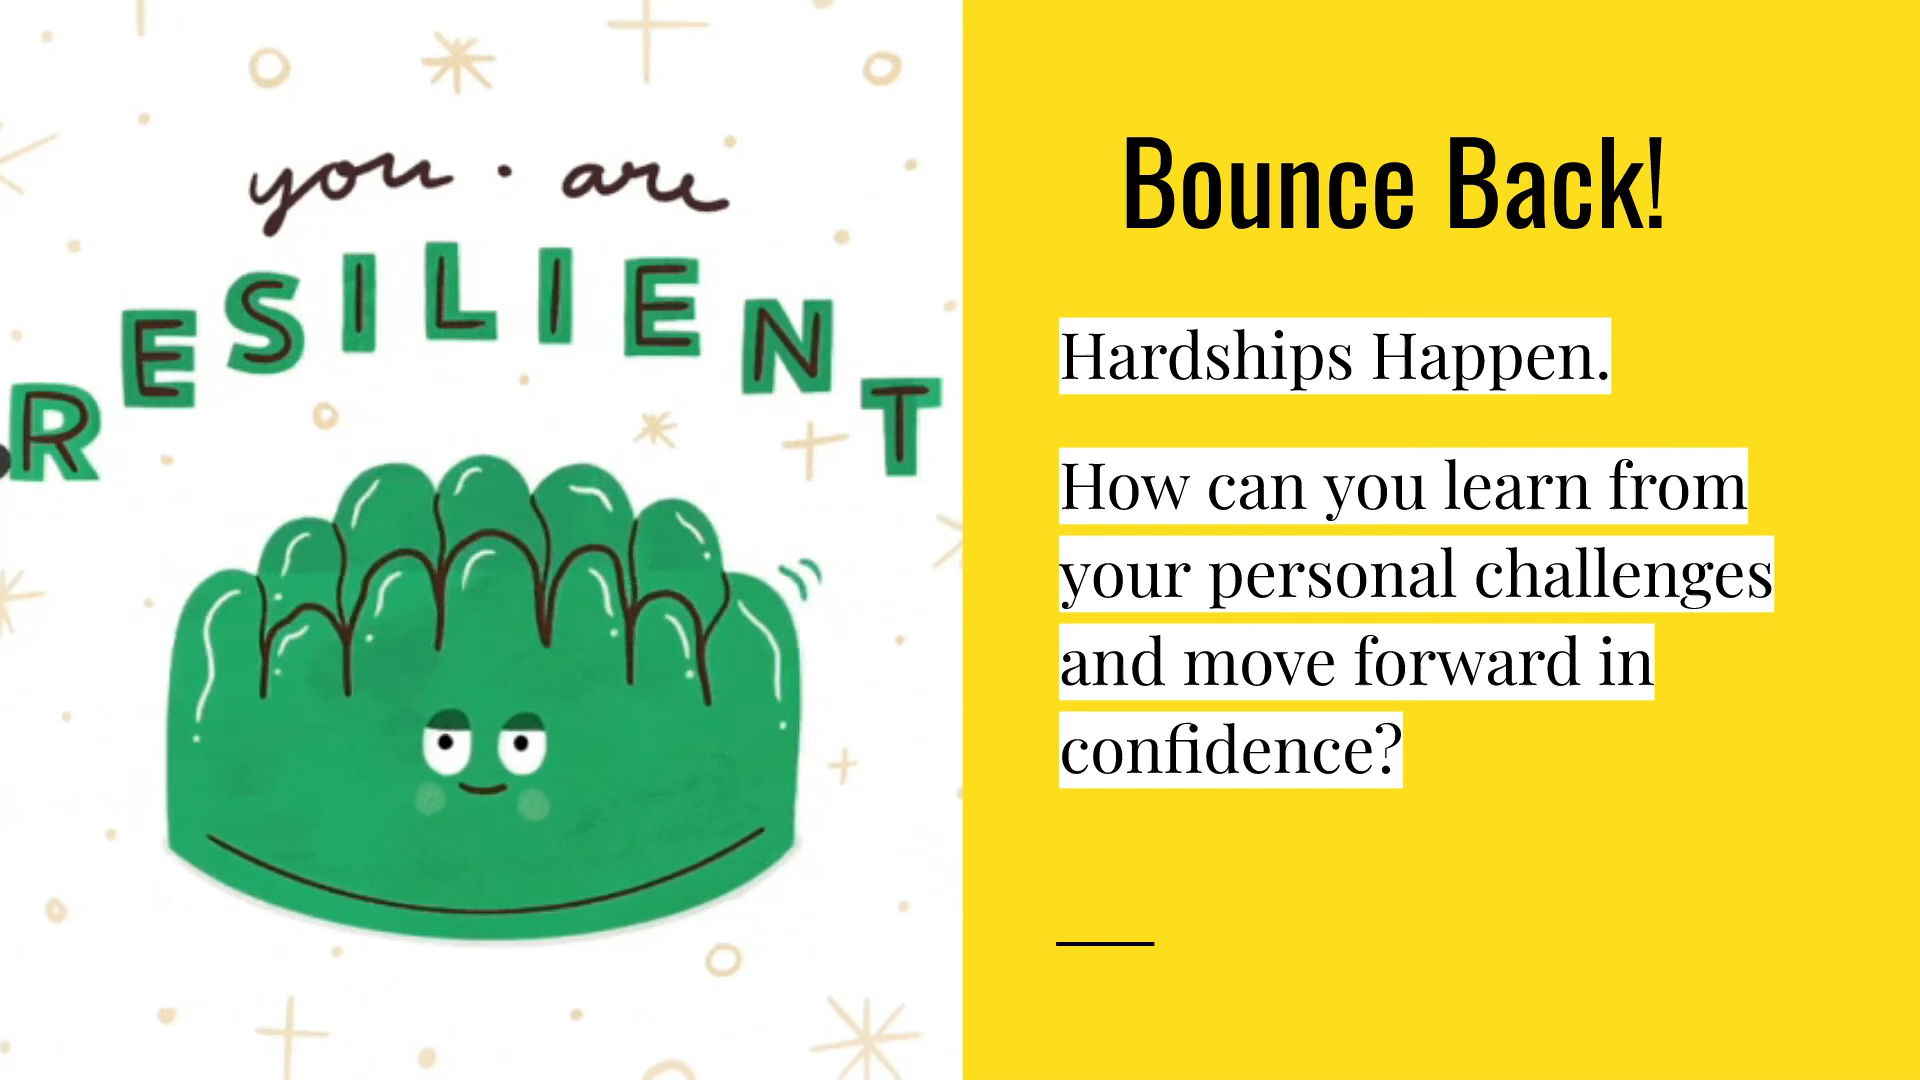 you · are
RESILIENT
Bounce Back!
Hardships Happen.
How can you learn from
your personal challenges
and move forward in
confidence?